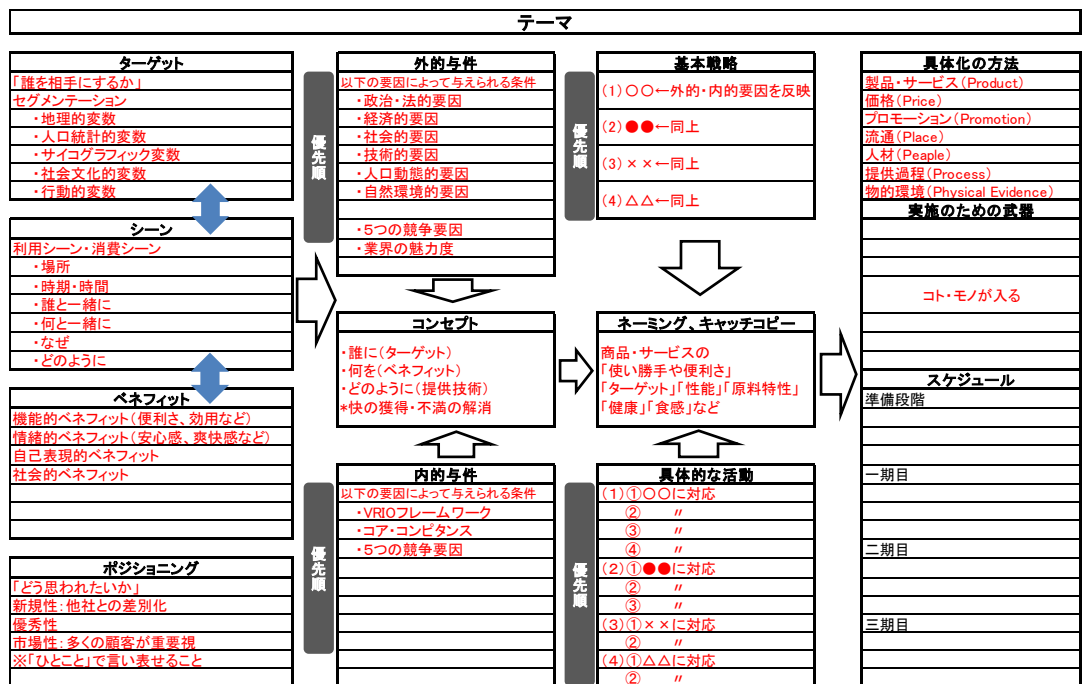 テーマ
ターゲット
「誰を相手にするか」
セグメンテーション
・地理的変数
・人口統計的変数
・サイコグラフィック変数
・社会文化的変数
・行動的変数
シーン
利用シーン・消費シーン
・場所
・時期・時間
・誰と一緒に
・何と一緒に
・なぜ
・どのように
ベネフィット
機能的ベネフィット(便利さ、効用など)
情緒的ベネフィット(安心感、爽快感など)
自己表現的ベネフィット
社会的ベネフィット
ポジショニング
「どう思われたいか」
新規性:他社との差別化
優秀性
市場性:多くの顧客が重要視
※「ひとこと」で言い表せること
優先順
外的与件
以下の要因によって与えられる条件
・政治・法的要因
・経済的要因
・社会的要因
・技術的要因
・人口動態的要因
・自然環境的要因
・5つの競争要因
・業界の魅力度
コンセプト
・誰に(ターゲット)
・何を(ベネフィット)
・どのように(提供技術)
*快の獲得・不満の解消
優先順
内的与件
以下の要因によって与えられる条件
・VRIOフレームワーク
・コア・コンピタンス
・5つの競争要因
優先順
基本戦略
(1)○○←外的・内的要因を反映
(2)●●←同上
(3)××←同上
(4)△△←同上
ネーミング、キャッチコピー
商品・サービスの
「使い勝手や便利さ」
「ターゲット」「性能」「原料特性」
「健康」「食感」など
優先順
具体的な活動
(1)①○○に対応
② 〃
③ 〃
④ 〃
(2)①●●に対応
② 〃
③ 〃
(3)①××に対応
② 〃
(4)①△△に対応
② 〃
具体化の方法
製品・サービス(Product)
価格(Price)
プロモーション(Promotion)
流通(Place)
人材(Peaple)
提供過程(Process)
物的環境(Physical Evidence)
実施のための武器
コト・モノが入る
スケジュール
準備段階
一期目
二期目
三期目